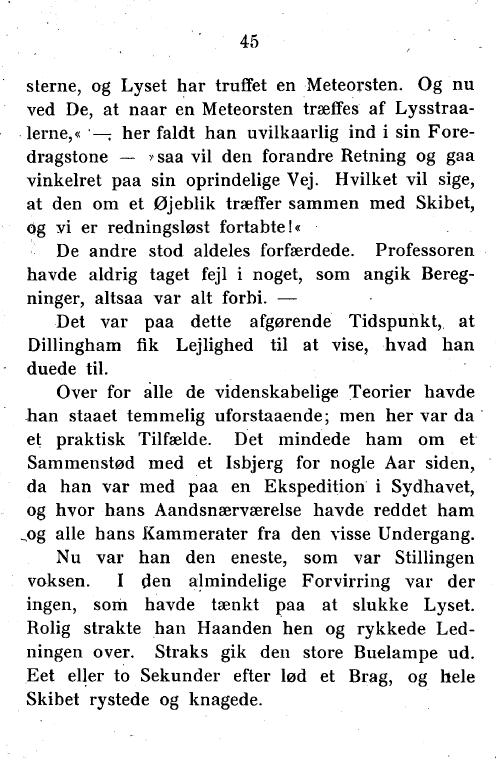 45
sterne, og Lyset har truffet en Meteorsten. Og nu
ved De, at naar en Meteorsten træffes af Lysstraa-
lerne,« — her faldt han uvilkaarlig ind i sin Fore-
dragstone — »saa vil den forandre Retning og gaa
vinkelret paa sin oprindelige Vej. Hvilket vil sige,
at den om et Øjeblik træffer sammen med Skibet,
og vi er redningsløst fortabte!«
De andre stod aldeles forfærdede. Professoren
havde aldrig taget fejl i noget, som angik Bereg-
ninger, altsaa var alt forbi. —
Det var paa dette afgørende Tidspunkt, at
Dillingham fik Lejlighed til at vise, hvad han
duede til.
Over for alle de videnskabelige Teorier havde
han staaet temmelig uforstaaende; men her var da
et praktisk Tilfælde. Det mindede ham om et
Sammenstød med et Isbjerg for nogle Aar siden,
da han var med paa en Ekspedition i Sydhavet,
og hvor hans Aandsnærværelse havde reddet ham
og alle hans Kammerater fra den visse Undergang.
Nu var han den eneste, som var Stillingen
voksen. I den almindelige Forvirring var der
ingen, som havde tænkt paa at slukke Lyset.
Rolig strakte han Haanden hen og rykkede Led-
ningen over. Straks gik den store Buelampe ud.
Eet eller to Sekunder efter lød et Brag, og hele
Skibet rystede og knagede.